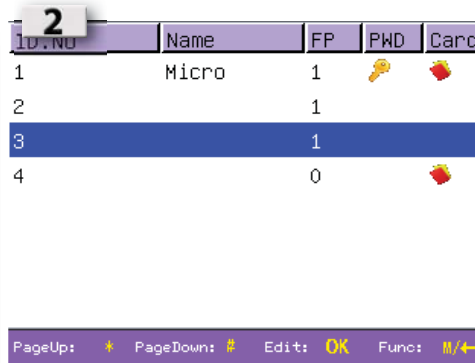 2
ID.NO Name FP PWD Card
1 Micro 1
2 1
3 1
4 0
PageUp: * PageDown: # Edit: OK Func: M/←